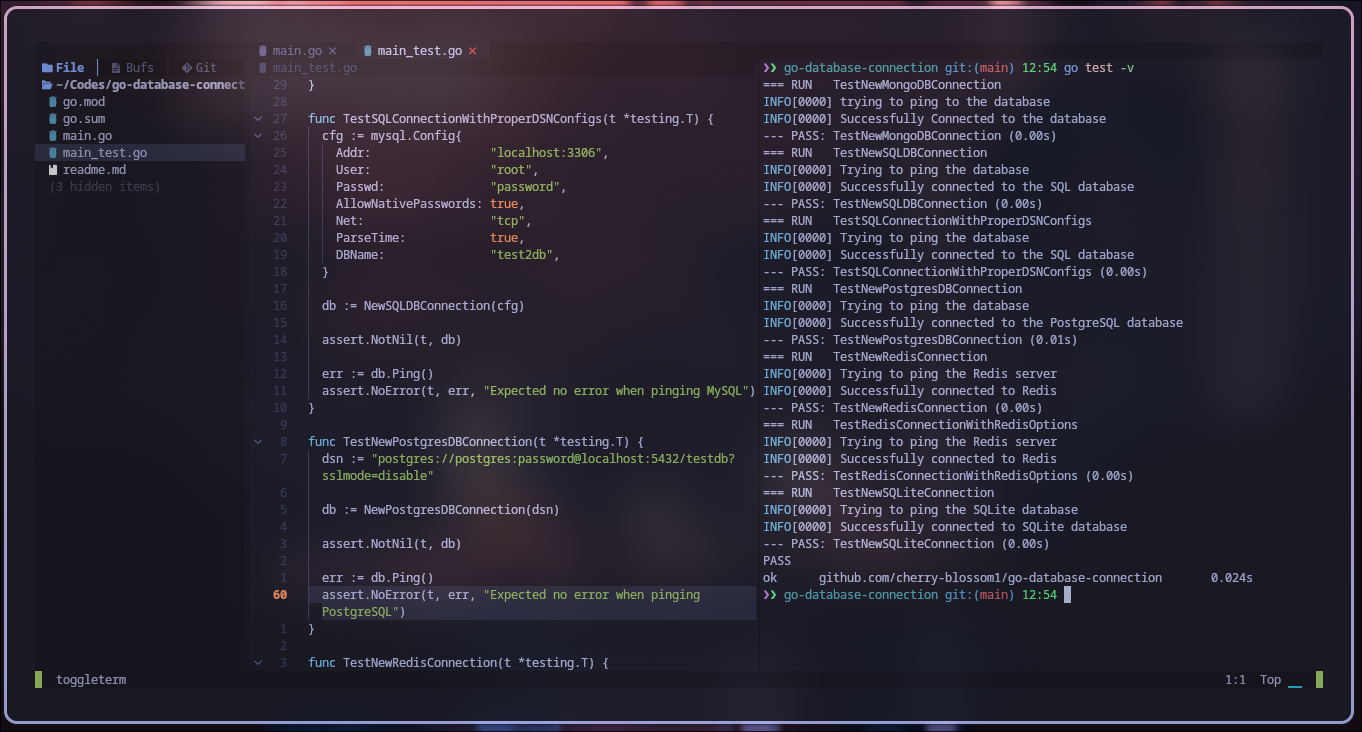 main.go ×
main_test.go ×
File
Bufs
Git
~/Codes/go-database-connect
go.mod
go.sum
main.go
main_test.go
readme.md
(3 hidden items)
main_test.go
29 }
28
27 func TestSQLConnectionWithProperDSNConfigs(t *testing.T) {
26 cfg := mysql.Config{
25 Addr: "localhost:3306",
24 User: "root",
23 Passwd: "password",
22 AllowNativePasswords: true,
21 Net: "tcp",
20 ParseTime: true,
19 DBName: "test2db",
18 }
17
16 db := NewSQLDBConnection(cfg)
15
14 assert.NotNil(t, db)
13
12 err := db.Ping()
11 assert.NoError(t, err, "Expected no error when pinging MySQL")
10 }
9
8 func TestNewPostgresDBConnection(t *testing.T) {
7 dsn := "postgres://postgres:password@localhost:5432/testdb?
sslmode=disable"
6
5 db := NewPostgresDBConnection(dsn)
4
3 assert.NotNil(t, db)
2
1 err := db.Ping()
60 assert.NoError(t, err, "Expected no error when pinging
PostgreSQL")
1 }
2
3 func TestNewRedisConnection(t *testing.T) {
❯❯ go-database-connection git:(main) 12:54 go test -v
=== RUN TestNewMongoDBConnection
INFO[0000] trying to ping to the database
INFO[0000] Successfully Connected to the database
--- PASS: TestNewMongoDBConnection (0.00s)
=== RUN TestNewSQLDBConnection
INFO[0000] Trying to ping the database
INFO[0000] Successfully connected to the SQL database
--- PASS: TestNewSQLDBConnection (0.00s)
=== RUN TestSQLConnectionWithProperDSNConfigs
INFO[0000] Trying to ping the database
INFO[0000] Successfully connected to the SQL database
--- PASS: TestSQLConnectionWithProperDSNConfigs (0.00s)
=== RUN TestNewPostgresDBConnection
INFO[0000] Trying to ping the database
INFO[0000] Successfully connected to the PostgreSQL database
--- PASS: TestNewPostgresDBConnection (0.01s)
=== RUN TestNewRedisConnection
INFO[0000] Trying to ping the Redis server
INFO[0000] Successfully connected to Redis
--- PASS: TestNewRedisConnection (0.00s)
=== RUN TestRedisConnectionWithRedisOptions
INFO[0000] Trying to ping the Redis server
INFO[0000] Successfully connected to Redis
--- PASS: TestRedisConnectionWithRedisOptions (0.00s)
=== RUN TestNewSQLiteConnection
INFO[0000] Trying to ping the SQLite database
INFO[0000] Successfully connected to SQLite database
--- PASS: TestNewSQLiteConnection (0.00s)
PASS
ok github.com/cherry-blossom1/go-database-connection 0.024s
❯❯ go-database-connection git:(main) 12:54
toggleterm
1:1 Top